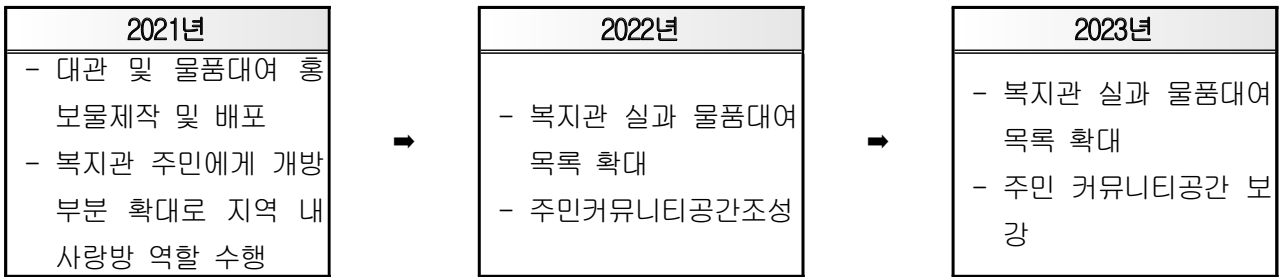 2021년
- 대관 및 물품대여 홍
보물제작 및 배포
- 복지관 주민에게 개방
부분 확대로 지역 내
사랑방 역할 수행
➡
2022년
- 복지관 실과 물품대여
목록 확대
- 주민커뮤니티공간조성
➡
2023년
- 복지관 실과 물품대여
목록 확대
- 주민 커뮤니티공간 보
강